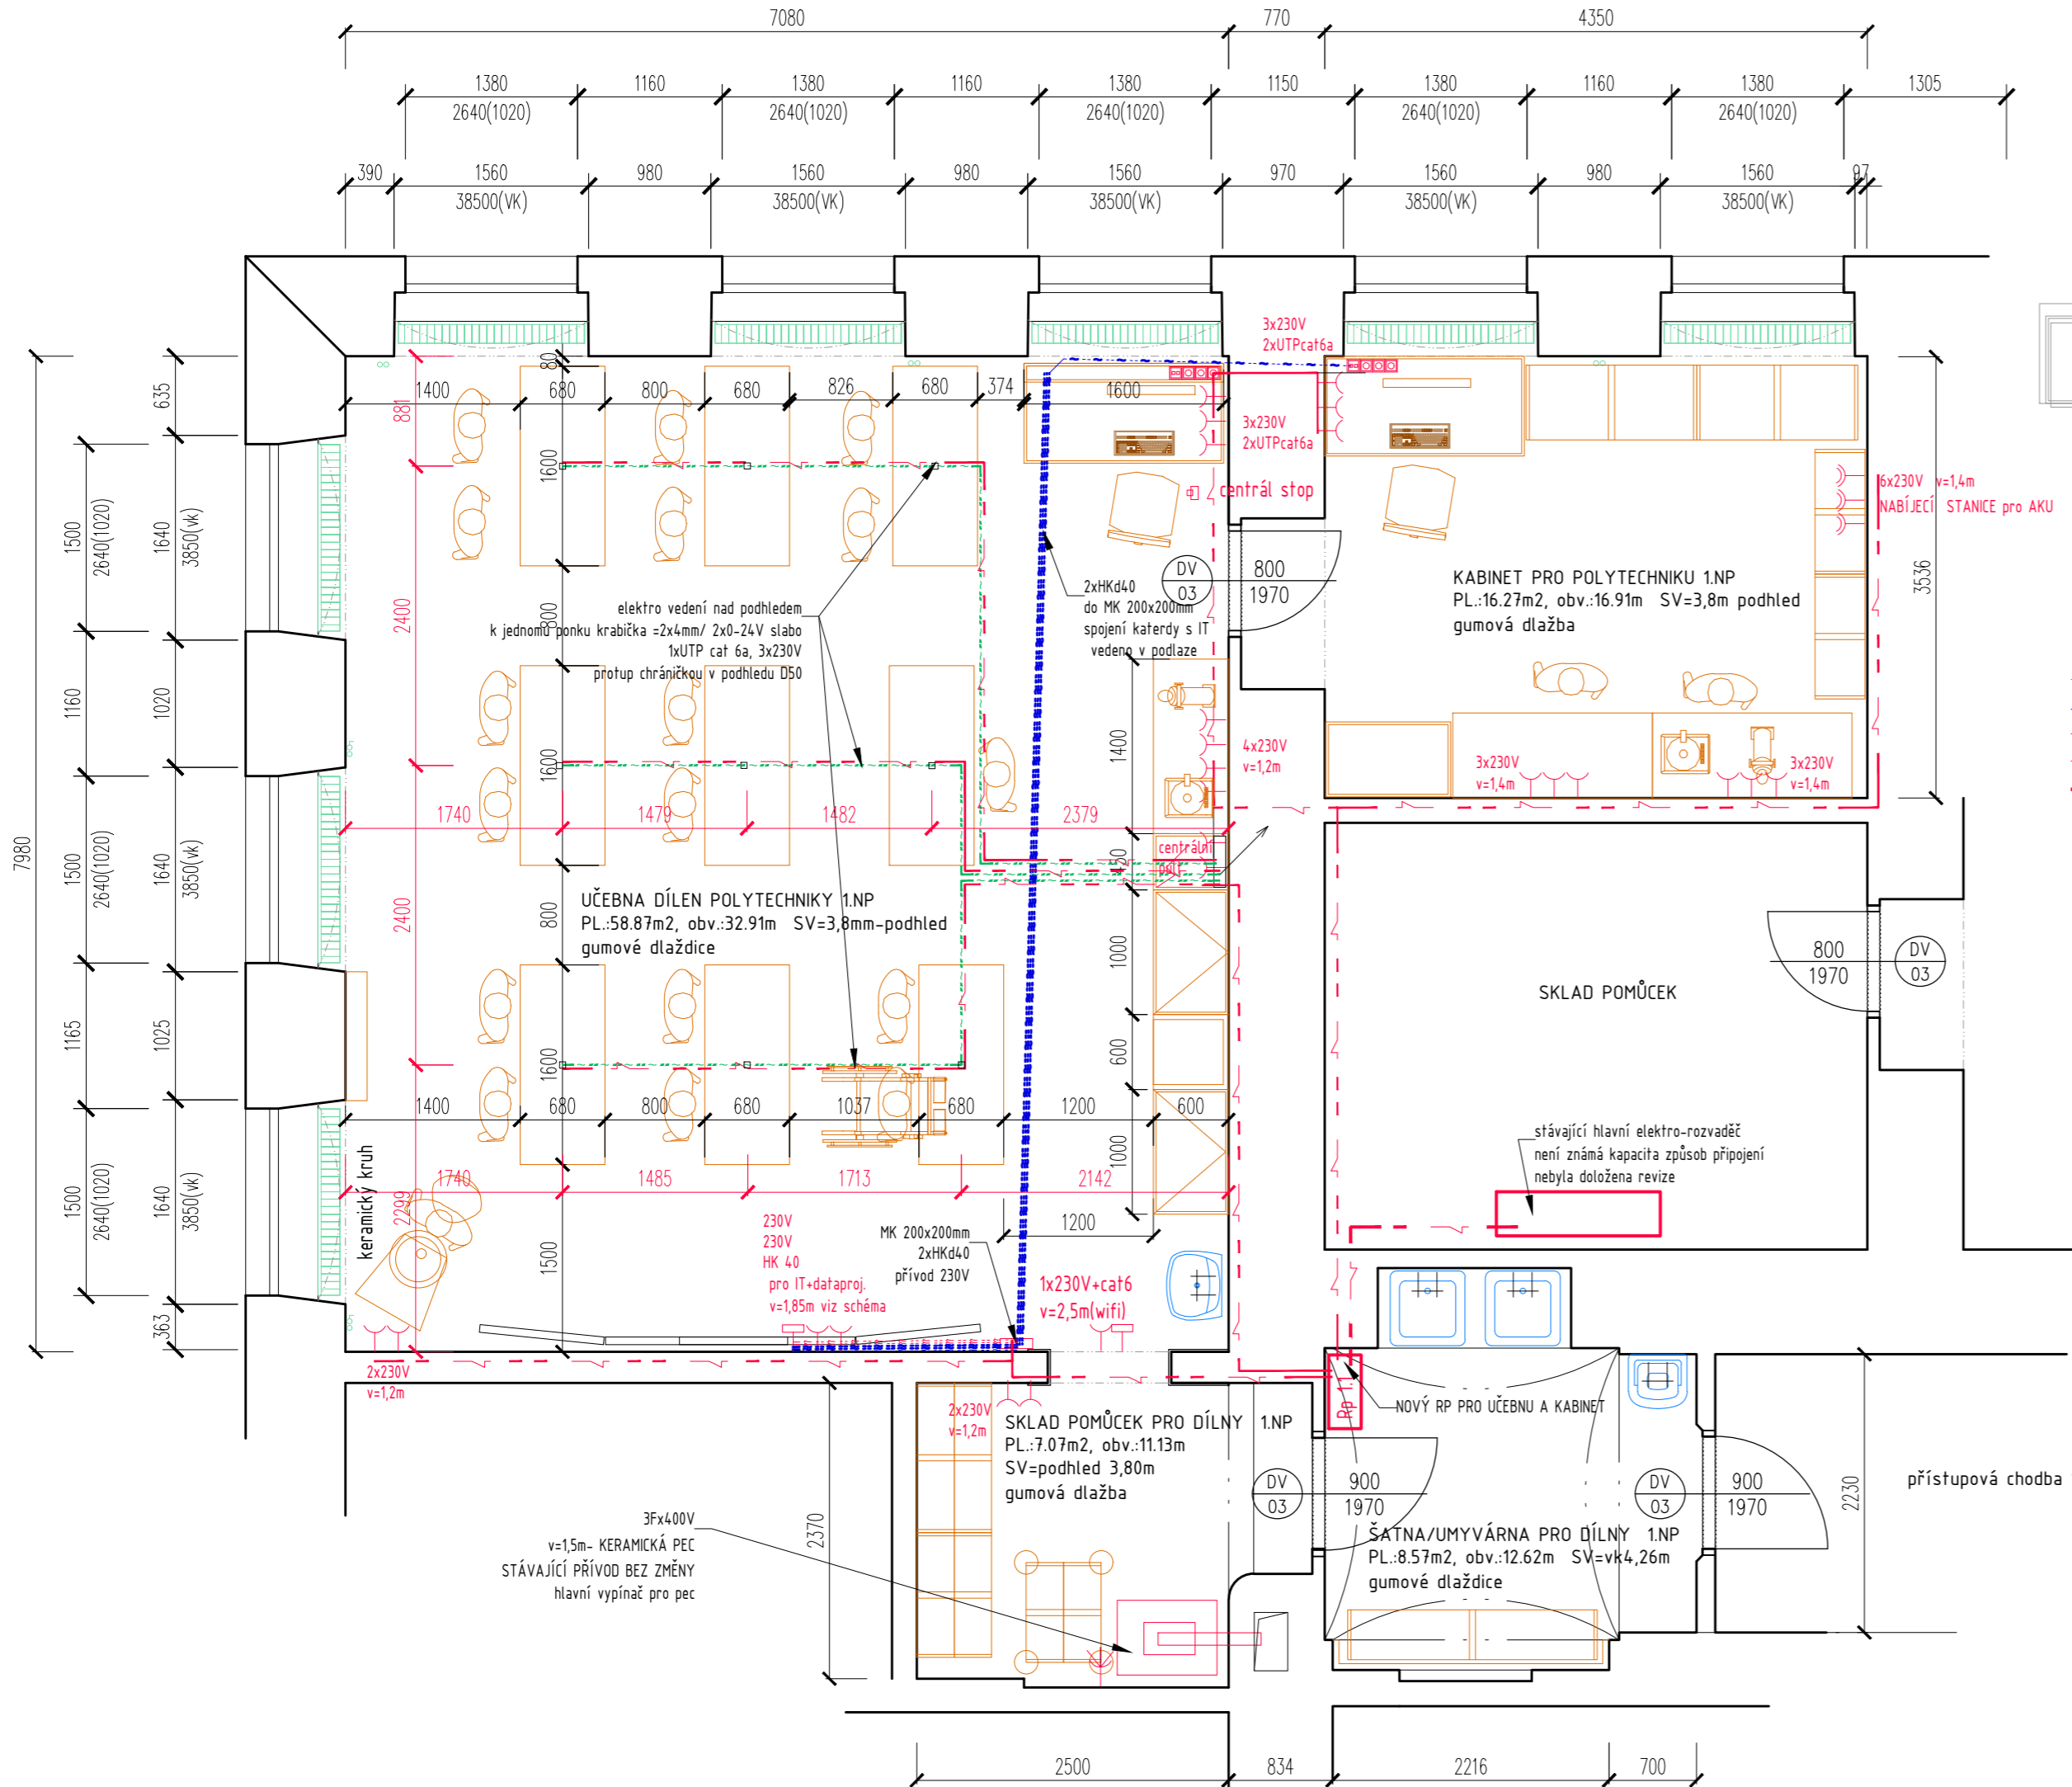 7080
770
4350
1380
1160
1380
1160
1380
1150
1380
1160
1380
1305
2640(1020)
2640(1020)
2640(1020)
2640(1020)
2640(1020)
390
1560
980
1560
980
1560
970
1560
980
1560
97
38500(VK)
38500(VK)
38500(VK)
38500(VK)
38500(VK)
3x230V
2xUTPcat6a
80
1400
680
800
680
826
680
374
1600
881
1600
3x230V
2xUTPcat6a
centrál stop
6x230V v=1,4m
NABÍJECÍ STANICE pro AKU
635
1500
2640(1020)
1640
3850(vk)
3536
DV
03
800
1970
KABINET PRO POLYTECHNIKU 1.NP
PL.:16.27m2, obv.:16.91m SV=3,8m podhled
gumová dlažba
2xHKd40
do MK 200x200mm
spojení katerdy s IT
vedeno v podlaze
elektro vedení nad podhledem
k jednomu ponku krabička =2x4mm/ 2x0-24V slabo
1xUTP cat 6a, 3x230V
protup chráničkou v podhledu D50
2400
800
1160
1020
1600
1400
4x230V
v=1,2m
3x230V
v=1,4m
3x230V
v=1,4m
1740
1479
1482
2379
7980
1500
2640(1020)
1640
3850(vk)
centrální
UČEBNA DÍLEN POLYTECHNIKY 1.NP
PL.:58.87m2, obv.:32.91m SV=3,8mm-podhled
gumové dlaždice
2400
800
1000
800
1970
DV
03
SKLAD POMŮCEK
1165
1025
1600
600
1400
680
800
680
1037
680
1200
600
1000
stávající hlavní elektro-rozvaděč
není známá kapacita způsob připojení
nebyla doložena revize
1740
1485
1713
2142
keramický kruh
2299
1500
2640(1020)
1640
3850(vk)
1500
1200
230V
230V
HK 40
pro IT+dataproj.
v=1,85m viz schéma
MK 200x200mm
2xHKd40
přívod 230V
1x230V+cat6
v=2,5m(wifi)
363
2x230V
v=1,2m
Rp 1.1
NOVÝ RP PRO UČEBNU A KABINET
2x230V
v=1,2m
SKLAD POMŮCEK PRO DÍLNY 1.NP
PL.:7.07m2, obv.:11.13m
SV=podhled 3,80m
gumová dlažba
DV
03
900
1970
DV
03
900
1970
2230
přístupová chodba
2370
3Fx400V
v=1,5m- KERAMICKÁ PEC
STÁVAJÍCÍ PŘÍVOD BEZ ZMĚNY
hlavní vypínač pro pec
ŠATNA/UMYVÁRNA PRO DÍLNY 1.NP
PL.:8.57m2, obv.:12.62m SV=vk4,26m
gumové dlaždice
2500
834
2216
700